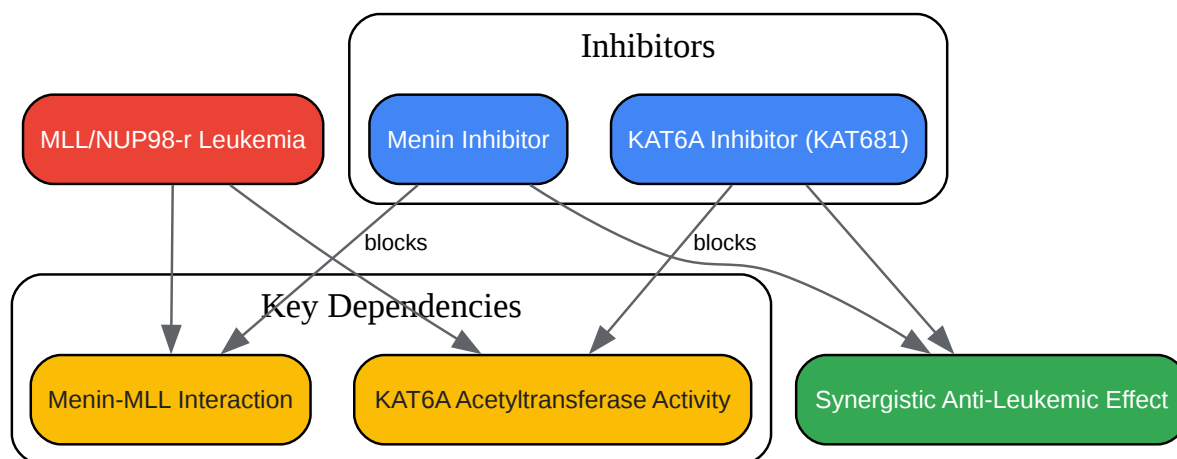 Inhibitors
MLL/NUP98-r Leukemia
Menin Inhibitor
KAT6A Inhibitor (KAT681)
blocks
blocks
Key Dependencies
Menin-MLL Interaction
KAT6A Acetyltransferase Activity
Synergistic Anti-Leukemic Effect